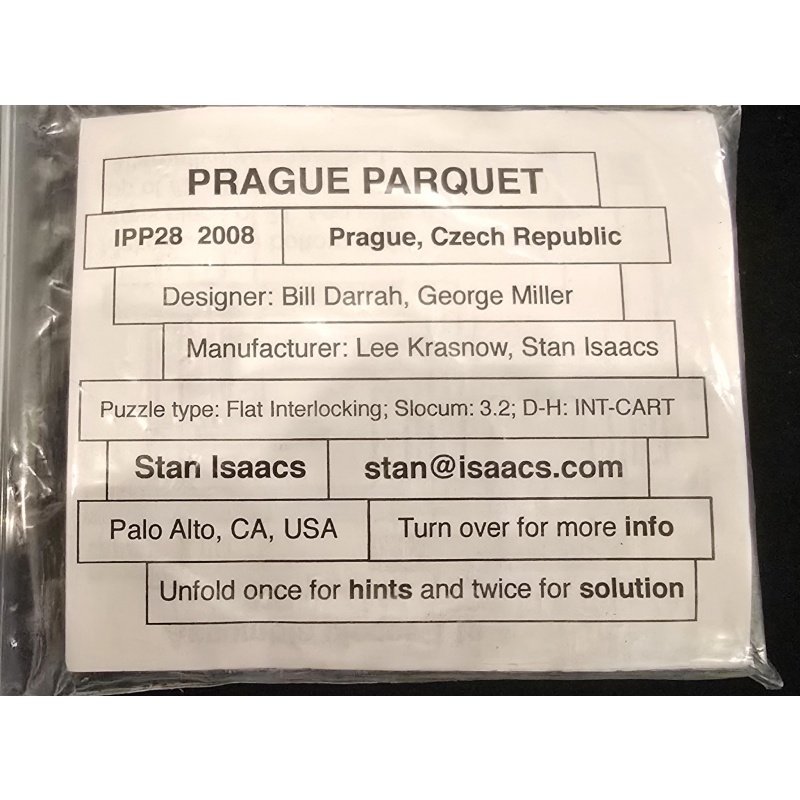 PRAGUE PARQUET
IPP28 2008 Prague, Czech Republic
Designer: Bill Darrah, George Miller
Manufacturer: Lee Krasnow, Stan Isaacs
Puzzle type: Flat Interlocking; Slocum: 3.2; D-H: INT-CART
Stan Isaacs stan@isaacs.com
Palo Alto, CA, USA Turn over for more info
Unfold once for hints and twice for solution